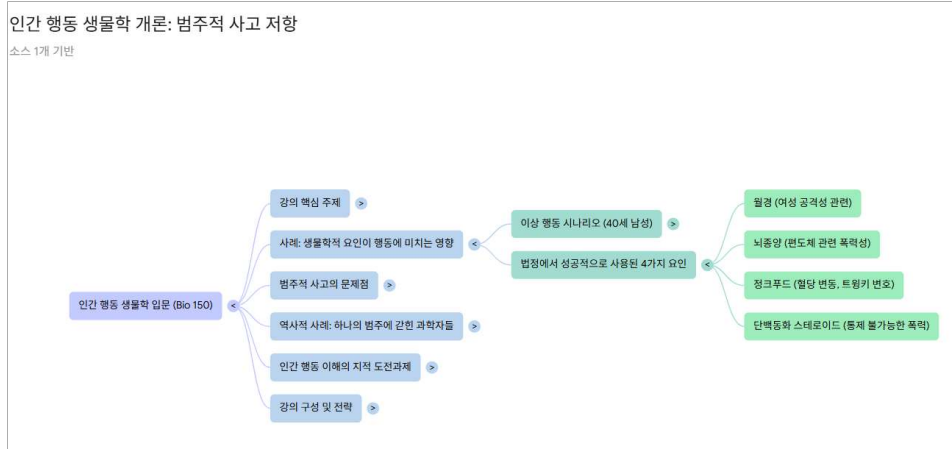 인간 행동 생물학 개론: 범주적 사고 저항
소스 1개 기반
인간 행동 생물학 입문 (Bio 150)
<
강의 핵심 주제
>
사례: 생물학적 요인이 행동에 미치는 영향
<
이상 행동 시나리오 (40세 남성)
>
법정에서 성공적으로 사용된 4가지 요인
<
월경 (여성 공격성 관련)
뇌종양 (편도체 관련 폭력성)
정크푸드 (혈당 변동, 트윙키 변호)
단백동화 스테로이드 (통제 불가능한 폭력)
범주적 사고의 문제점
>
역사적 사례: 하나의 범주에 갇힌 과학자들
>
인간 행동 이해의 지적 도전과제
>
강의 구성 및 전략
>